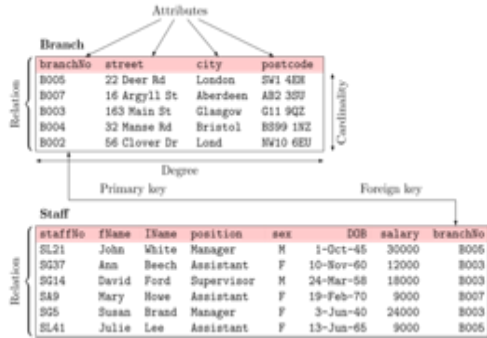 Attributes
Branch
branchNo street city postcode
B005 22 Deer Rd London SW1 4EH
B007 16 Argyll St Aberdeen AB2 3SU
B003 163 Main St Glasgow G11 9QZ
B004 32 Manse Rd Bristol BS99 1NZ
B002 56 Clover Dr Lond NW10 6EU
Relation
Cardinality
Degree
Primary key Foreign key
Staff
staffNo fName IName position sex DOB salary branchNo
SL21 John White Manager M 1-Oct-45 30000 B005
SG37 Ann Beech Assistant F 10-Nov-60 12000 B003
SG14 David Ford Supervisor M 24-Mar-58 18000 B003
SA9 Mary Howe Assistant F 19-Feb-70 9000 B007
SG5 Susan Brand Manager F 3-Jun-40 24000 B003
SL41 Julie Lee Assistant F 13-Jun-65 9000 B005
Relation